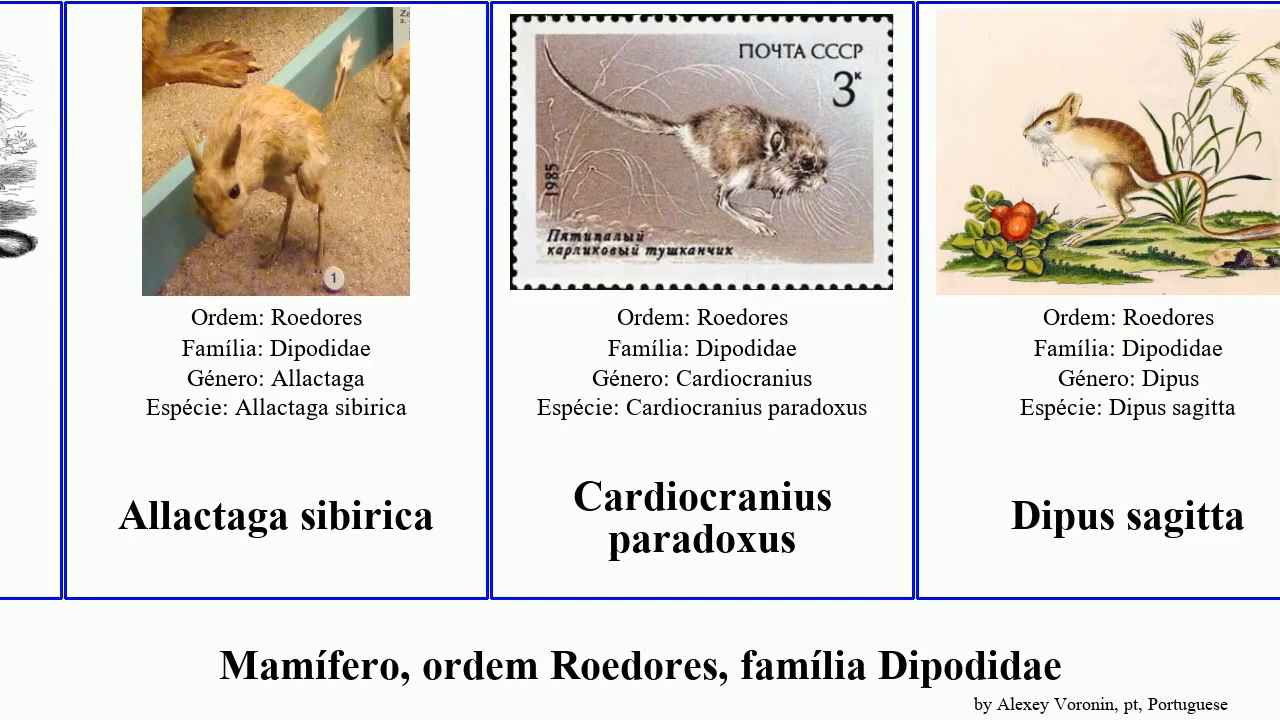 1
Ordem: Roedores
Família: Dipodidae
Género: Allactaga
Espécie: Allactaga sibirica
Allactaga sibirica
ПОЧТА СССР
3к
1985
Пятипалый
карликовый тушканчик
Ordem: Roedores
Família: Dipodidae
Género: Cardiocranius
Espécie: Cardiocranius paradoxus
Cardiocranius
paradoxus
Ordem: Roedores
Família: Dipodidae
Género: Dipus
Espécie: Dipus sagitta
Dipus sagitta
Mamífero, ordem Roedores, família Dipodidae
by Alexey Voronin, pt, Portuguese